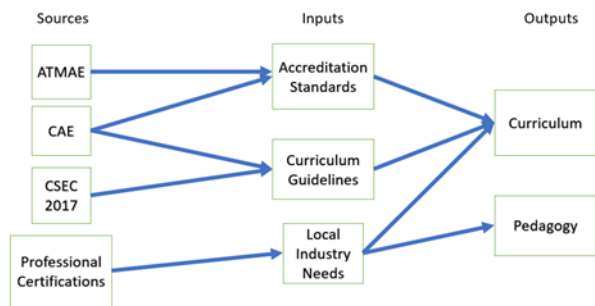 Sources Inputs Outputs
ATMAE
CAE
CSEC
2017
Professional
Certifications
Accreditation
Standards
Curriculum
Guidelines
Local
Industry
Needs
Curriculum
Pedagogy